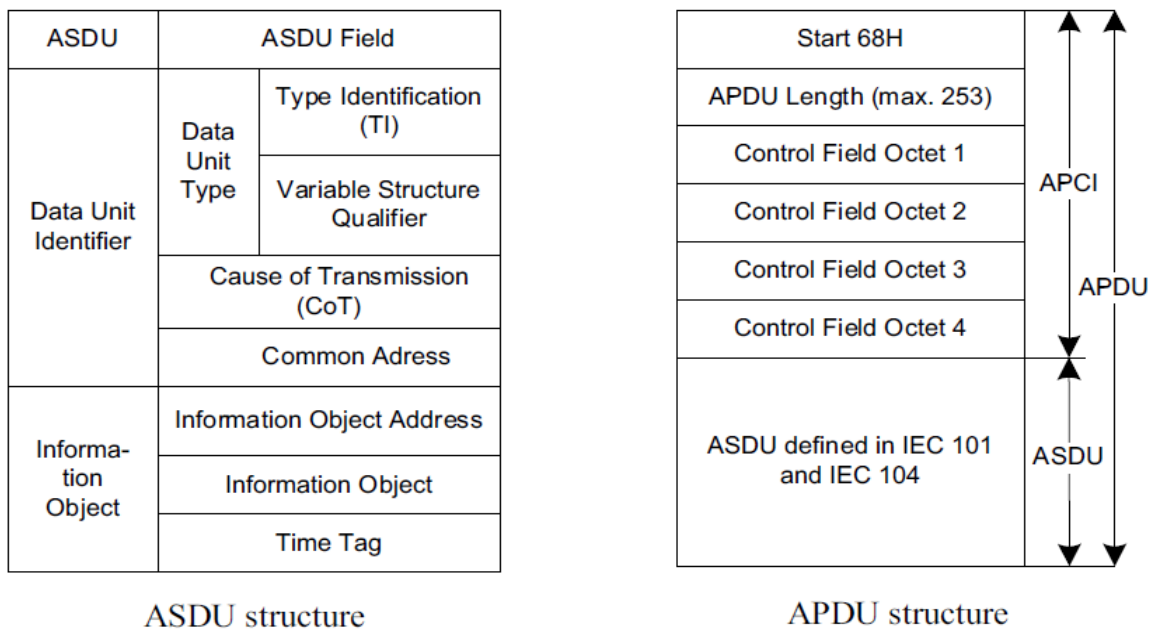 ASDU
ASDU Field
Data Unit
Identifier
Data
Unit
Type
Type Identification
(TI)
Variable Structure
Qualifier
Cause of Transmission
(CoT)
Common Adress
Informa-
tion
Object
Information Object Address
Information Object
Time Tag
ASDU structure
Start 68H
APDU Length (max. 253)
Control Field Octet 1
Control Field Octet 2
Control Field Octet 3
Control Field Octet 4
ASDU defined in IEC 101
and IEC 104
APCI
APDU
ASDU
APDU structure